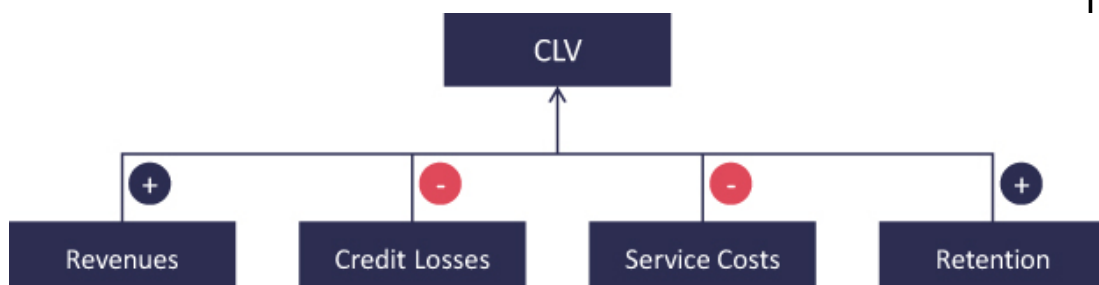 CLV
+
-
-
+
Revenues
Credit Losses
Service Costs
Retention